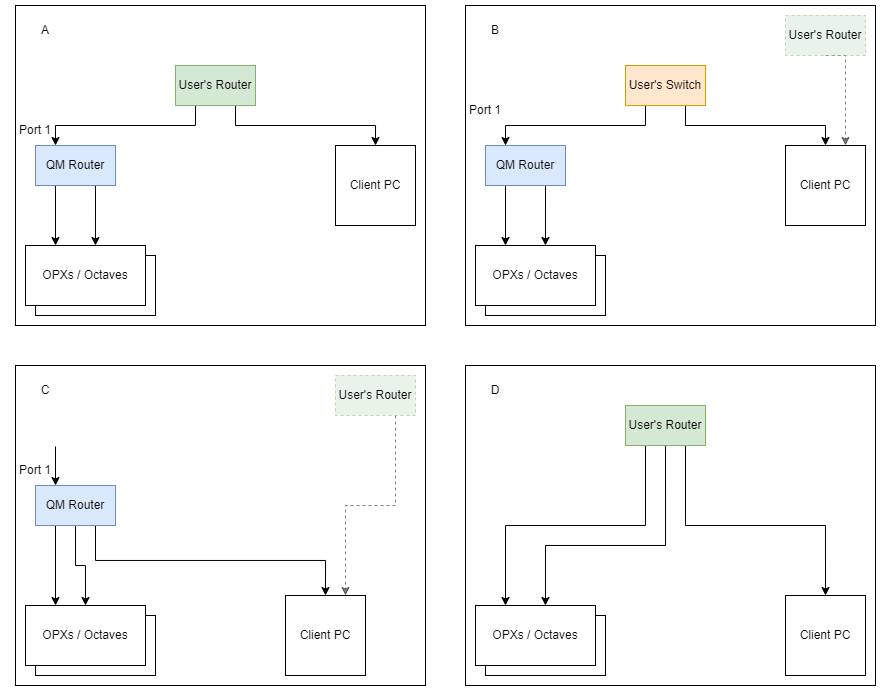 A
User's Router
Port 1
QM Router
Client PC
OPXs / Octaves
B
User's Router
User's Switch
Port 1
QM Router
Client PC
OPXs / Octaves
C
User's Router
Port 1
QM Router
OPXs / Octaves
Client PC
D
User's Router
OPXs / Octaves
Client PC